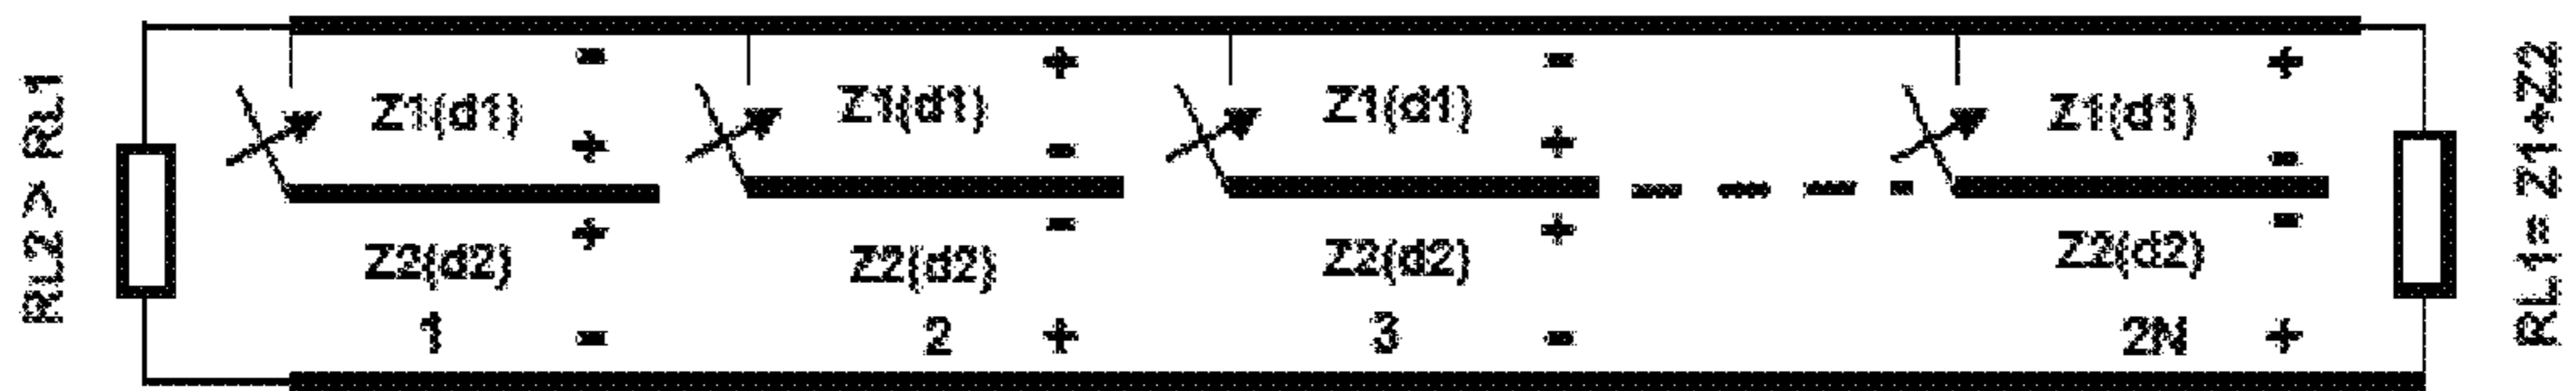 RL2 > RL1
Z1(d1)
-
+
Z2(d2)
+
-
1
Z1(d1)
+
-
Z2(d2)
-
+
2
Z1(d1)
-
+
Z2(d2)
+
-
3
Z1(d1)
+
-
Z2(d2)
-
+
2N
RL1= Z1+Z2